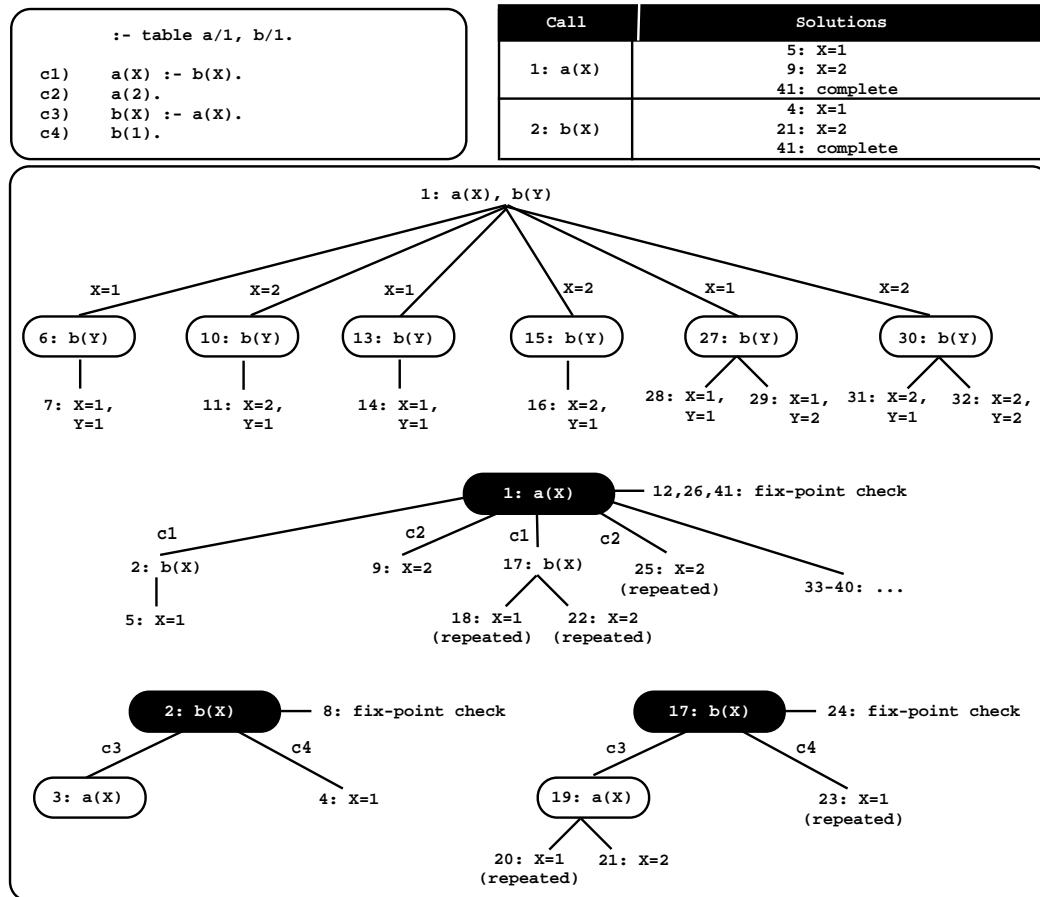 :- table a/1, b/1.
c1) a(X) :- b(X).
c2) a(2).
c3) b(X) :- a(X).
c4) b(1).
Call Solutions
1: a(X)
5: X=1
9: X=2
41: complete
2: b(X)
4: X=1
21: X=2
41: complete
1: a(X), b(Y)
X=1 X=2 X=1 X=2 X=1 X=2
6: b(Y) 10: b(Y) 13: b(Y) 15: b(Y) 27: b(Y) 30: b(Y)
7: X=1, 11: X=2, 14: X=1, 16: X=2, 28: X=1, 29: X=1, 31: X=2, 32: X=2,
Y=1 Y=1 Y=1 Y=1 Y=1 Y=2 Y=1 Y=2
1: a(X) 12,26,41: fix-point check
c1 c2 c1 c2
2: b(X) 9: X=2 17: b(X) 25: X=2 33-40: ...
(repeated)
5: X=1 18: X=1 22: X=2
(repeated) (repeated)
2: b(X) 8: fix-point check 17: b(X) 24: fix-point check
c3 c4 c3 c4
3: a(X) 4: X=1 19: a(X) 23: X=1
(repeated)
20: X=1 21: X=2
(repeated)